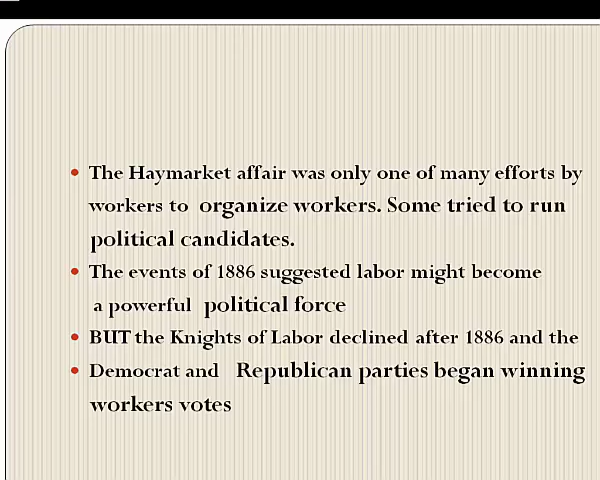 The Haymarket affair was only one of many efforts by
workers to organize workers. Some tried to run
political candidates.
The events of 1886 suggested labor might become
a powerful political force
BUT the Knights of Labor declined after 1886 and the
Democrat and Republican parties began winning
workers votes